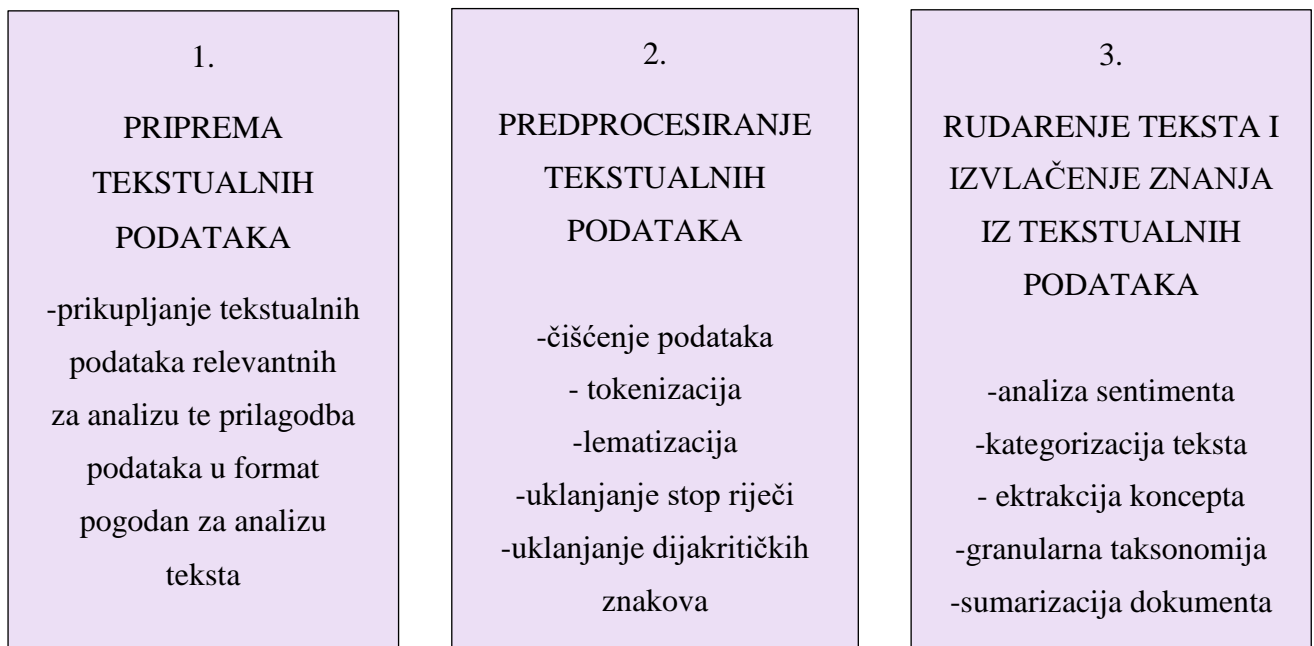 1.
PRIPREMA
TEKSTUALNIH
PODATAKA
-prikupljanje tekstualnih
podataka relevantnih
za analizu te prilagodba
podataka u format
pogodan za analizu
teksta
2.
PREDPROCESIRANJE
TEKSTUALNIH
PODATAKA
-čišćenje podataka
- tokenizacija
-lematizacija
-uklanjanje stop riječi
-uklanjanje dijakritičkih
znakova
3.
RUDARENJE TEKSTA I
IZVLAČENJE ZNANJA
IZ TEKSTUALNIH
PODATAKA
-analiza sentimenta
-kategorizacija teksta
- ektrakcija koncepta
-granularna taksonomija
-sumarizacija dokumenta